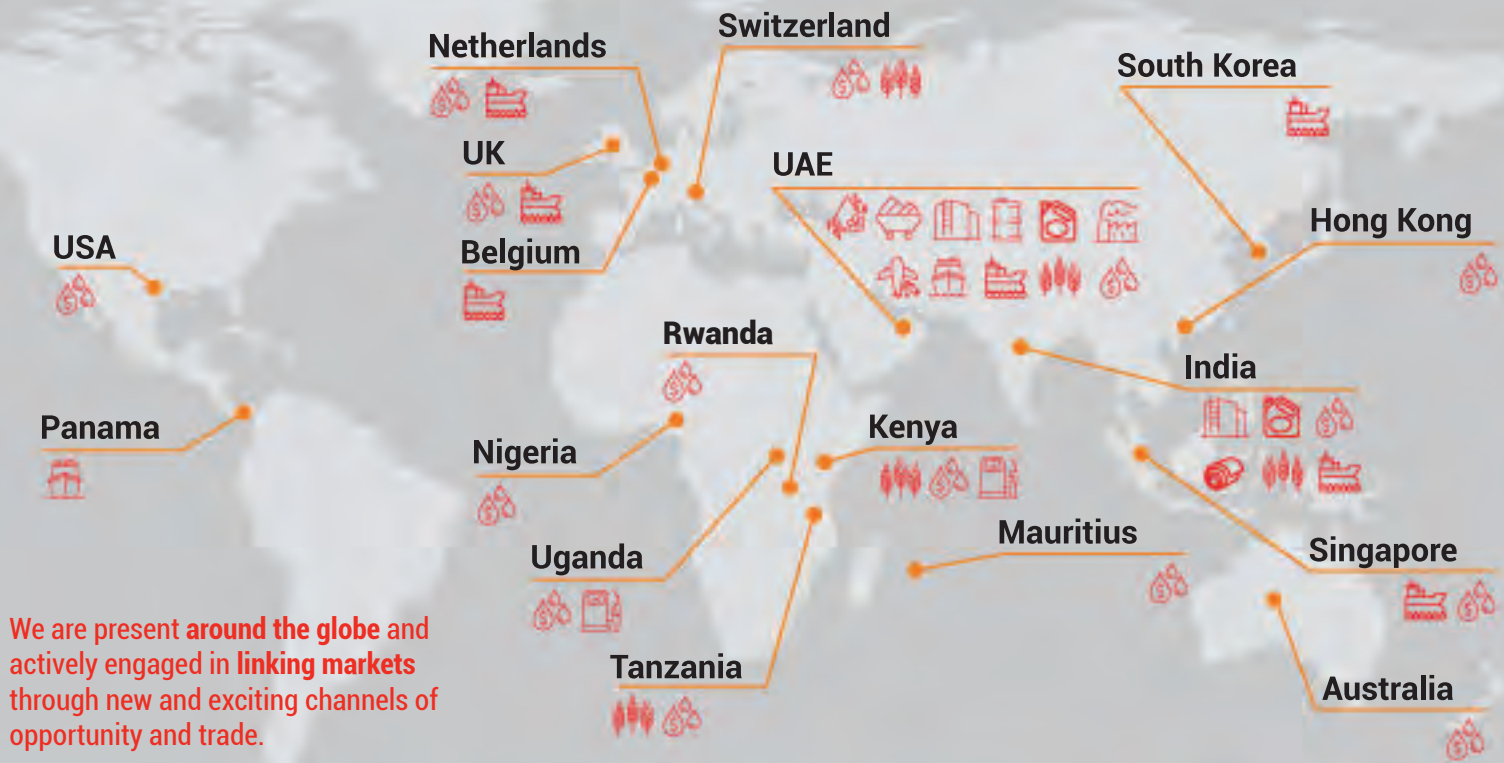 Netherlands
Switzerland
South Korea
UK
UAE
Hong Kong
USA
Belgium
Rwanda
India
Panama
Nigeria
Kenya
Mauritius
Uganda
Singapore
Tanzania
Australia
We are present around the globe and
actively engaged in linking markets
through new and exciting channels of
opportunity and trade.